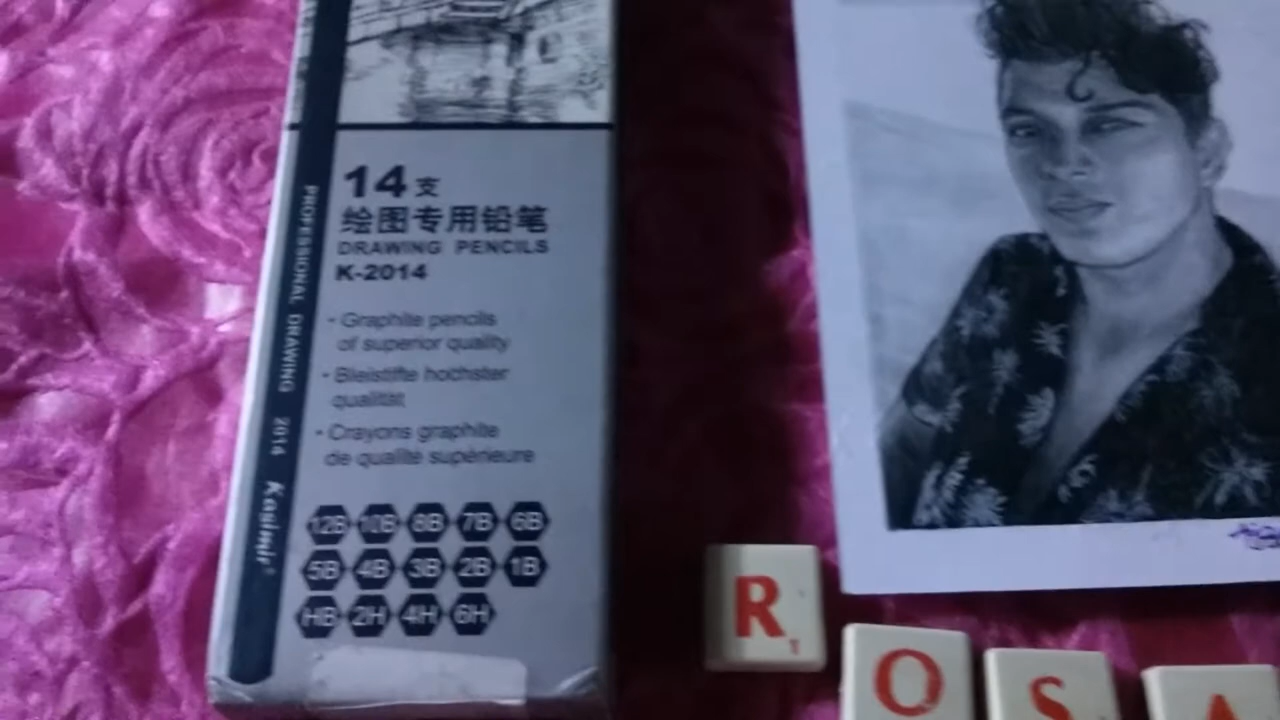 PROFESSIONAL DRAWING 2014 Kasimir
14支
绘图专用铅笔
DRAWING PENCILS
K-2014
• Graphite pencils
of superior quality
• Bleistifte hochster
qualitat
• Crayons graphite
de qualite superieure
12B 10B 8B 7B 6B
5B 4B 3B 2B 1B
HB 2H 4H 6H
R1
O
S
A